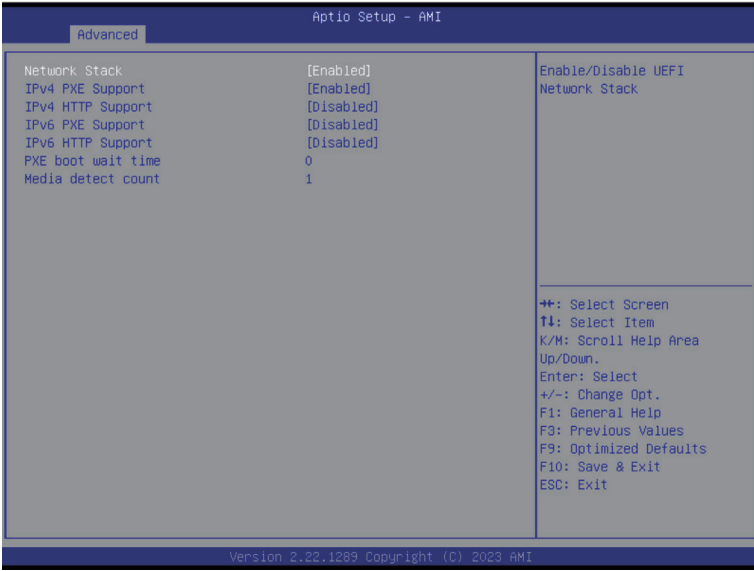 Aptio Setup - AMI
Advanced
Network Stack [Enabled]
IPv4 PXE Support [Enabled]
IPv4 HTTP Support [Disabled]
IPv6 PXE Support [Disabled]
IPv6 HTTP Support [Disabled]
PXE boot wait time 0
Media detect count 1
Enable/Disable UEFI
Network Stack
→←: Select Screen
↑↓: Select Item
K/M: Scroll Help Area
Up/Down.
Enter: Select
+/-: Change Opt.
F1: General Help
F3: Previous Values
F9: Optimized Defaults
F10: Save & Exit
ESC: Exit
Version 2.22.1289 Copyright (C) 2023 AMI